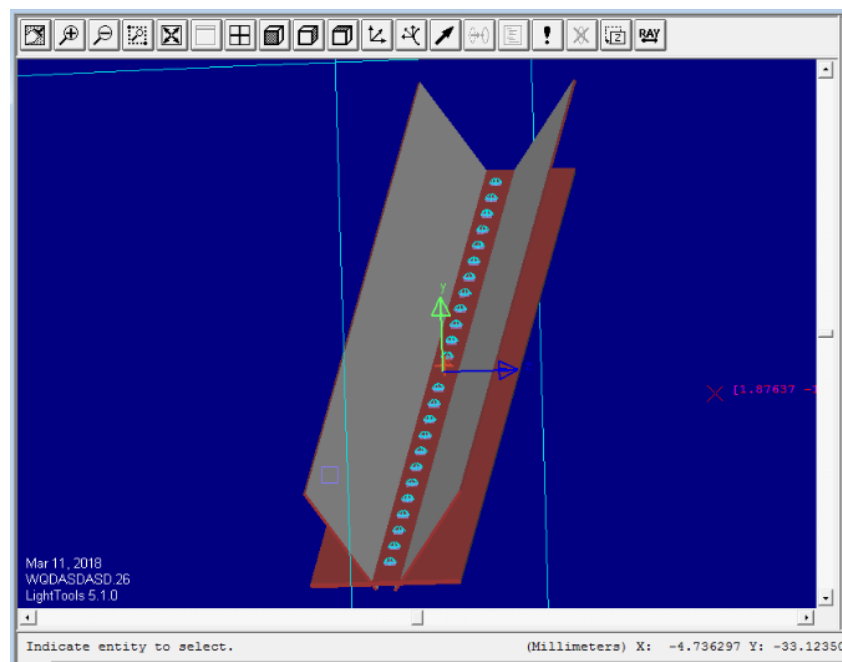 Z
RAY
y
[1.87637 -1
Mar 11, 2018
WQDASDASD.26
LightTools 5.1.0
Indicate entity to select. (Millimeters) X: -4.736297 Y: -33.12350